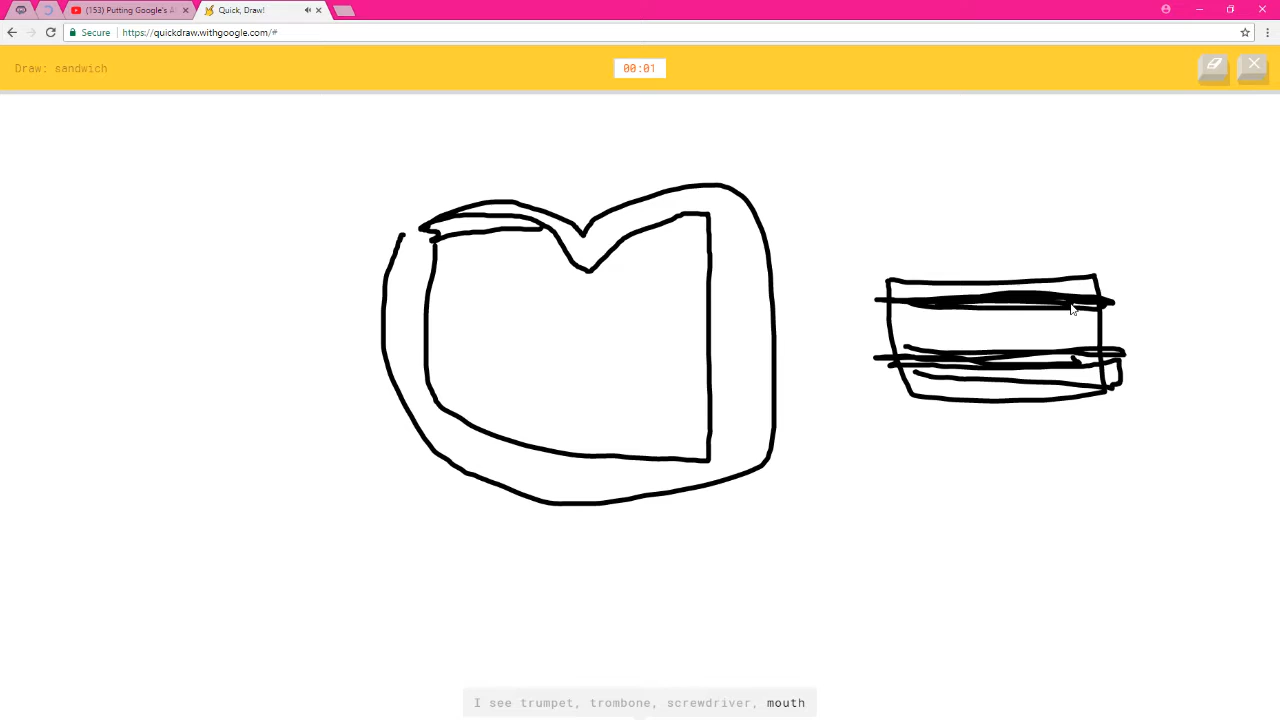 (153) Putting Google's A
Quick, Draw!
Secure
https://quickdraw.withgoogle.com/#
Draw: sandwich
00:01
I see trumpet, trombone, screwdriver, mouth